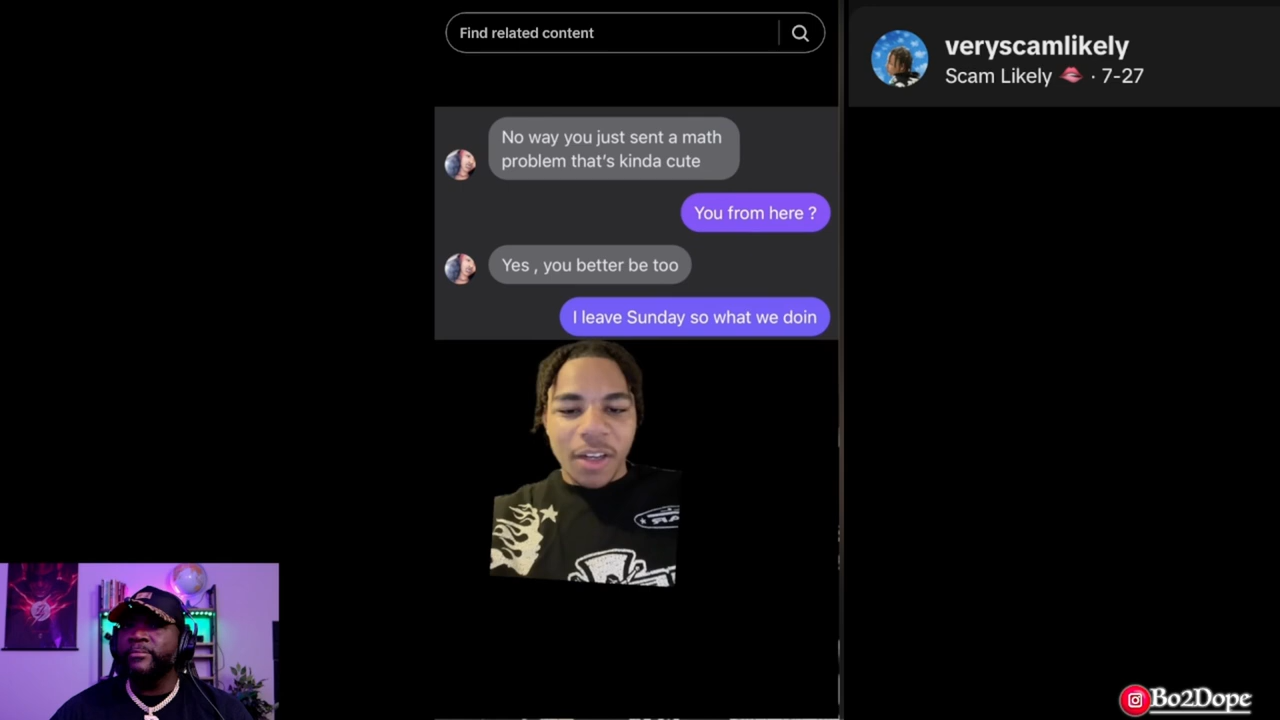 Find related content
veryscamlikely
Scam Likely 🫦 · 7-27
No way you just sent a math
problem that's kinda cute
You from here ?
Yes , you better be too
I leave Sunday so what we doin
Bo2Dope